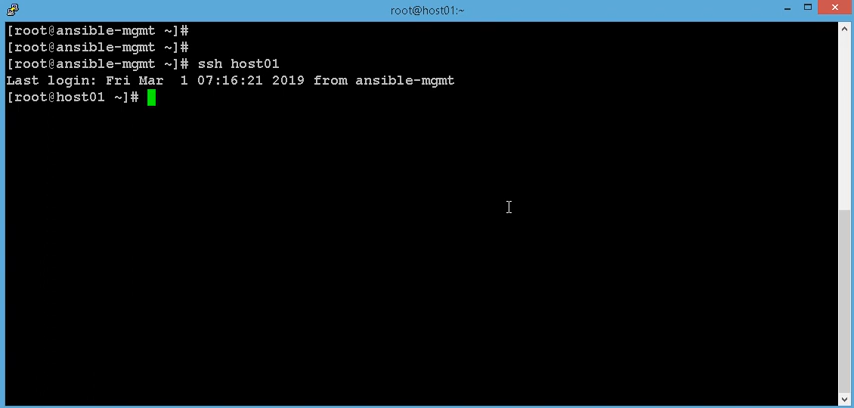 root@host01:~
[root@ansible-mgmt ~]#
[root@ansible-mgmt ~]#
[root@ansible-mgmt ~]# ssh host01
Last login: Fri Mar  1 07:16:21 2019 from ansible-mgmt
[root@host01 ~]#